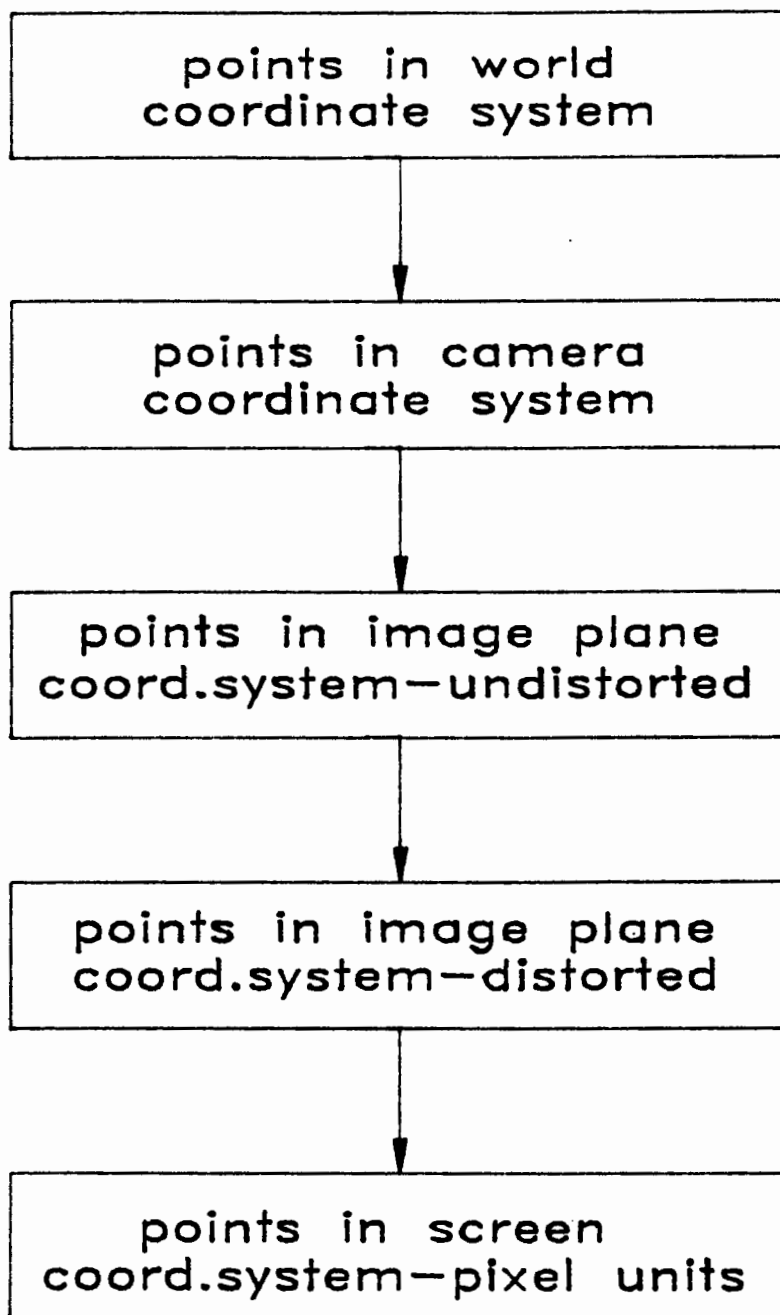 points in world
coordinate system
points in camera
coordinate system
points in image plane
coord.system-undistorted
points in image plane
coord.system-distorted
points in screen
coord.system-pixel units